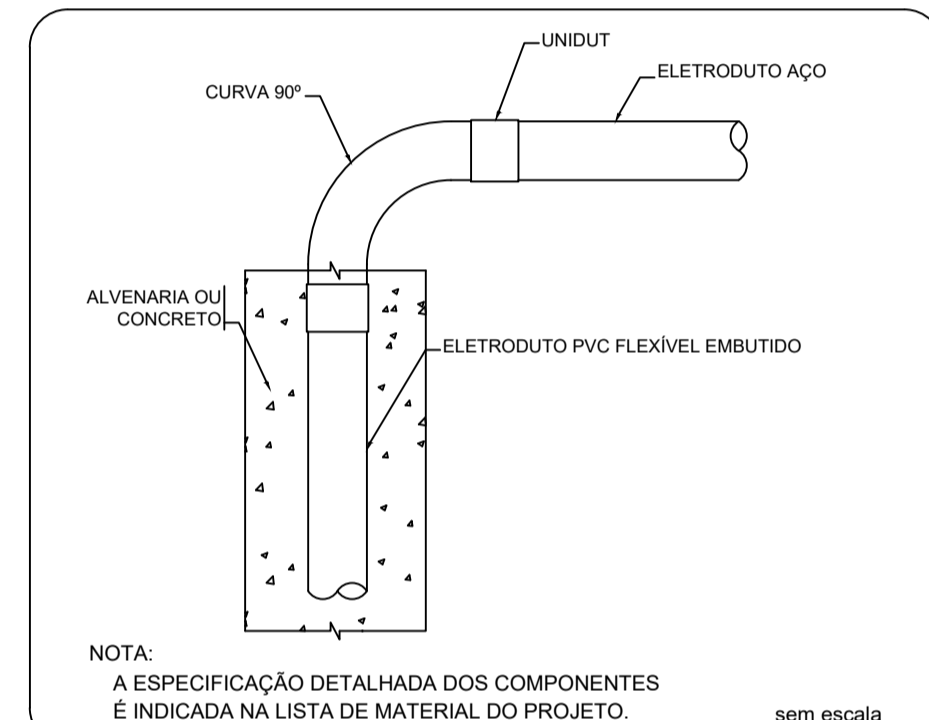 UNIDUT
ELETRODUTO AÇO
CURVA 90º
ALVENARIA OU
CONCRETO
ELETRODUTO PVC FLEXÍVEL EMBUTIDO
NOTA:
A ESPECIFICAÇÃO DETALHADA DOS COMPONENTES
É INDICADA NA LISTA DE MATERIAL DO PROJETO.
sem escala